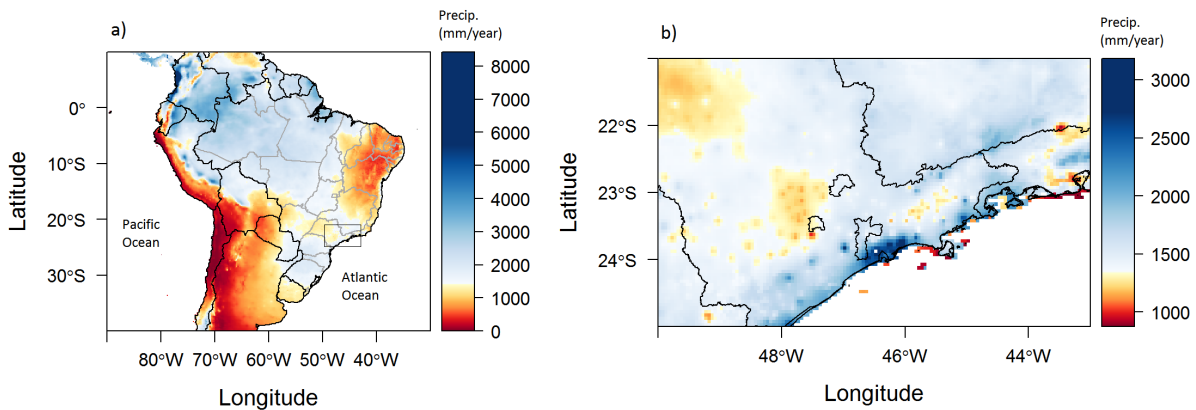 a)
Precip.
(mm/year)
8000
7000
6000
5000
4000
3000
2000
1000
0
Latitude
0°
10°S
20°S
30°S
Pacific
Ocean
Atlantic
Ocean
80°W 70°W 60°W 50°W 40°W
Longitude
b)
Precip.
(mm/year)
3000
2500
2000
1500
1000
Latitude
22°S
23°S
24°S
48°W 46°W 44°W
Longitude